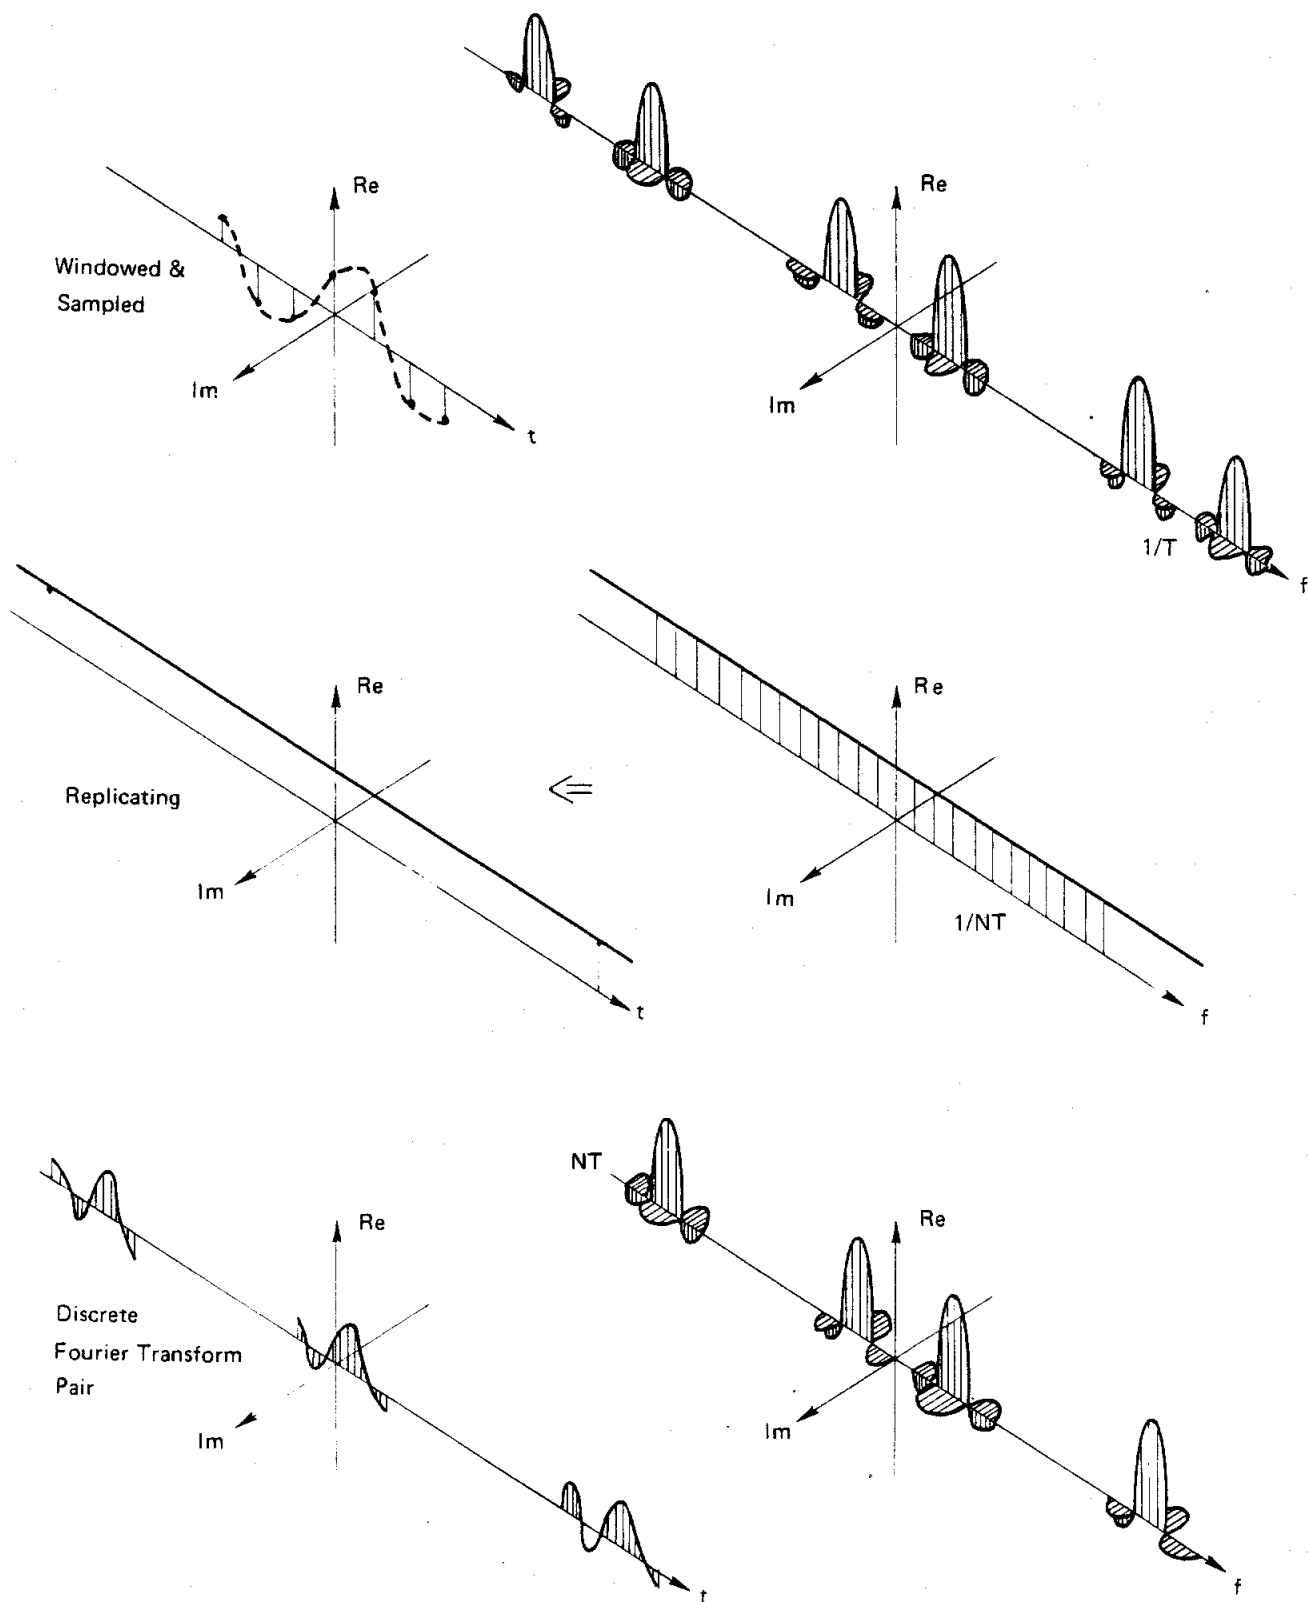 Re
Re
Windowed &
Sampled
Im
Im
t
1/T
f
Re
Re
Replicating
Im
Im
1/NT
t
f
NT
Re
Re
Discrete
Fourier Transform
Pair
Im
Im
t
f